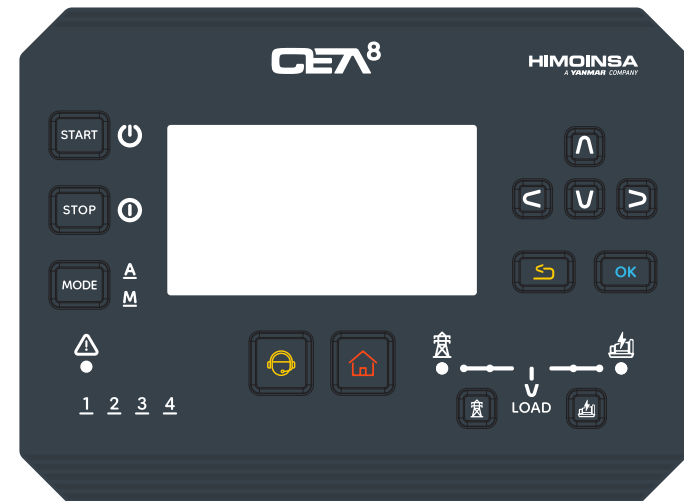 CEA8
HIMOINSA
A YANMAR COMPANY
START
STOP
MODE
A
M
OK
1 2 3 4
LOAD